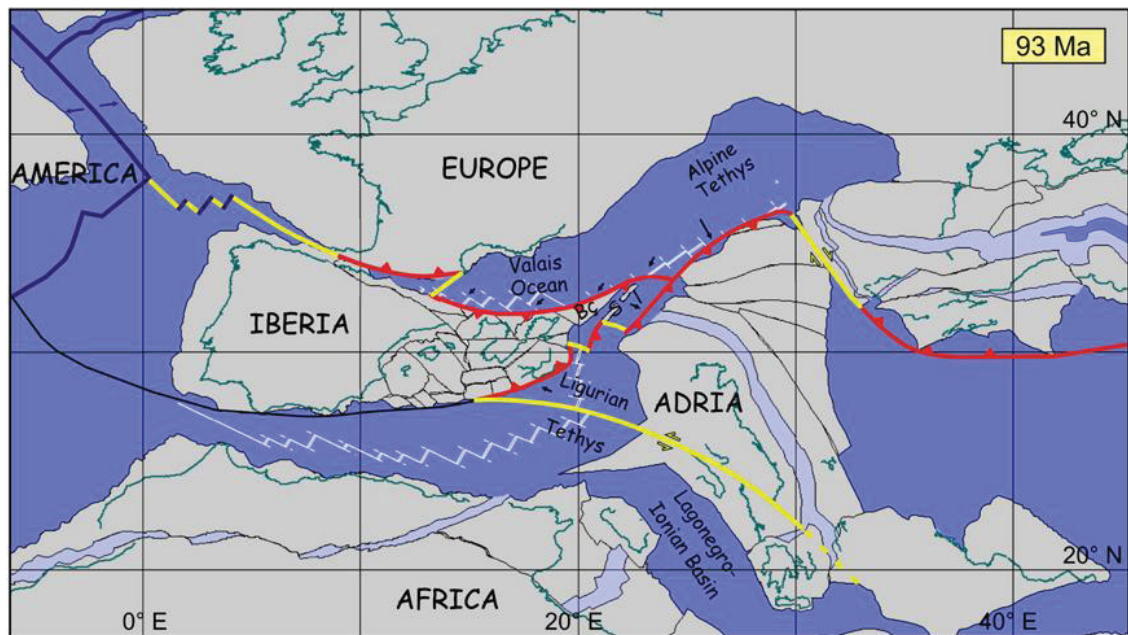 93 Ma
40° N
AMERICA
EUROPE
Alpine
Tethys
Valais
Ocean
IBERIA
Bc
S
Ligurian
Tethys
ADRIA
Lagonegro-
Ionian Basin
20° N
AFRICA
0° E
20° E
40° E